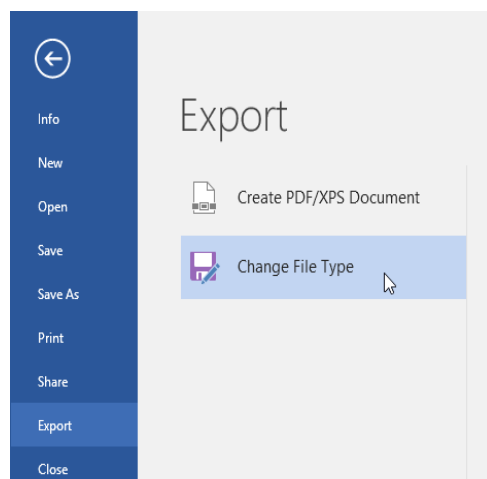 Info
New
Open
Save
Save As
Print
Share
Export
Close
Export
Create PDF/XPS Document
Change File Type